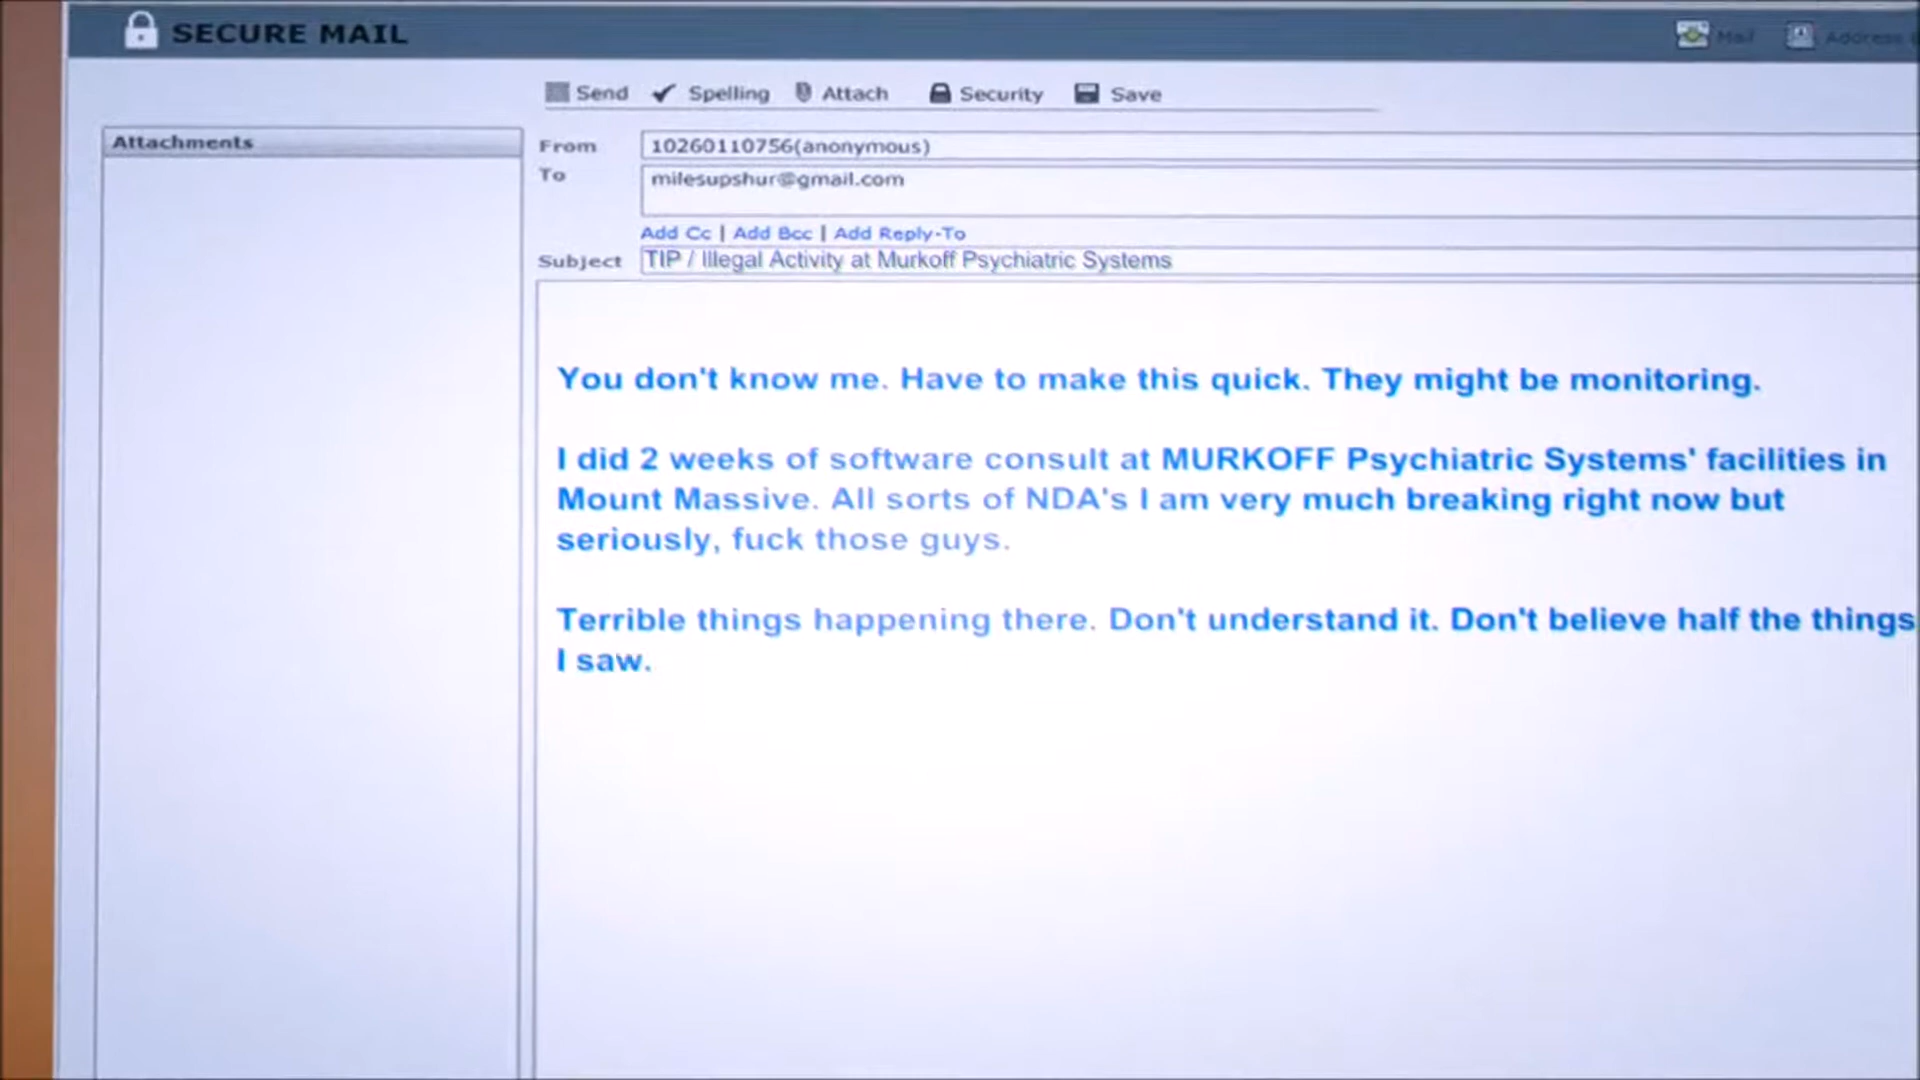 SECURE MAIL
Mail Address
Send Spelling Attach Security Save
Attachments
From 10260110756(anonymous)
To milesupshur@gmail.com
Add Cc | Add Bcc | Add Reply-To
Subject TIP / Illegal Activity at Murkoff Psychiatric Systems
You don't know me. Have to make this quick. They might be monitoring.
I did 2 weeks of software consult at MURKOFF Psychiatric Systems' facilities in
Mount Massive. All sorts of NDA's I am very much breaking right now but
seriously, fuck those guys.
Terrible things happening there. Don't understand it. Don't believe half the things
I saw.